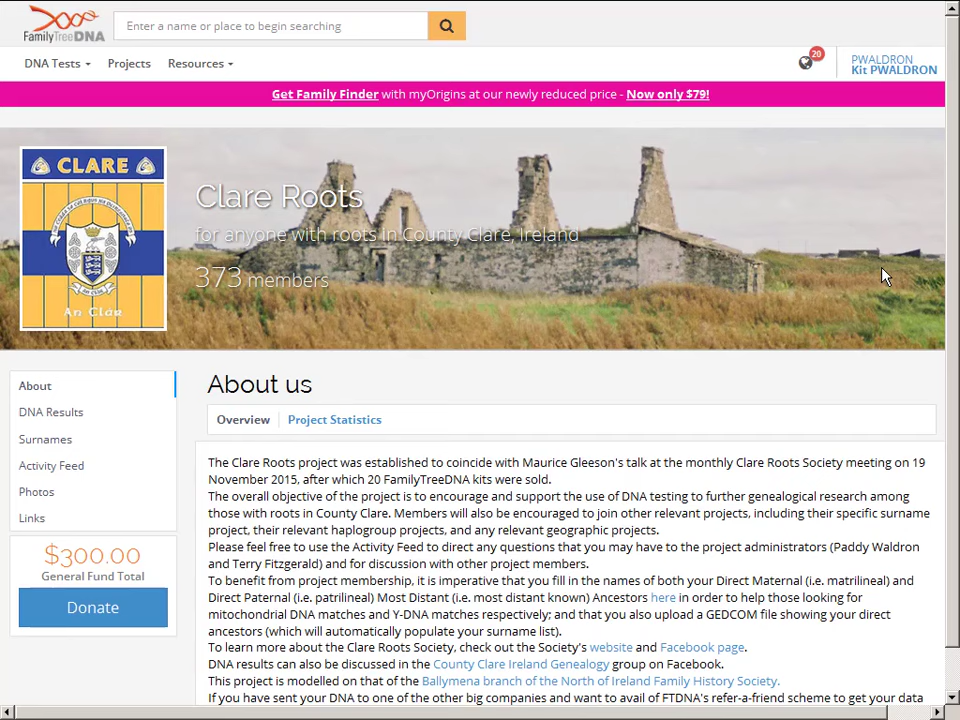 FamilyTreeDNA
Enter a name or place to begin searching
DNA Tests Projects Resources
20
PWALDRON
Kit PWALDRON
Get Family Finder with myOrigins at our newly reduced price - Now only $79!
CLARE
An Clár
Clare Roots
for anyone with roots in County Clare, Ireland
373 members
About
DNA Results
Surnames
Activity Feed
Photos
Links
$300.00
General Fund Total
Donate
About us
Overview Project Statistics
The Clare Roots project was established to coincide with Maurice Gleeson's talk at the monthly Clare Roots Society meeting on 19
November 2015, after which 20 FamilyTreeDNA kits were sold.
The overall objective of the project is to encourage and support the use of DNA testing to further genealogical research among
those with roots in County Clare. Members will also be encouraged to join other relevant projects, including their specific surname
project, their relevant haplogroup projects, and any relevant geographic projects.
Please feel free to use the Activity Feed to direct any questions that you may have to the project administrators (Paddy Waldron
and Terry Fitzgerald) and for discussion with other project members.
To benefit from project membership, it is imperative that you fill in the names of both your Direct Maternal (i.e. matrilineal) and
Direct Paternal (i.e. patrilineal) Most Distant (i.e. most distant known) Ancestors here in order to help those looking for
mitochondrial DNA matches and Y-DNA matches respectively; and that you also upload a GEDCOM file showing your direct
ancestors (which will automatically populate your surname list).
To learn more about the Clare Roots Society, check out the Society's website and Facebook page.
DNA results can also be discussed in the County Clare Ireland Genealogy group on Facebook.
This project is modelled on that of the Ballymena branch of the North of Ireland Family History Society.
If you have sent your DNA to one of the other big companies and want to avail of FTDNA's refer-a-friend scheme to get your data